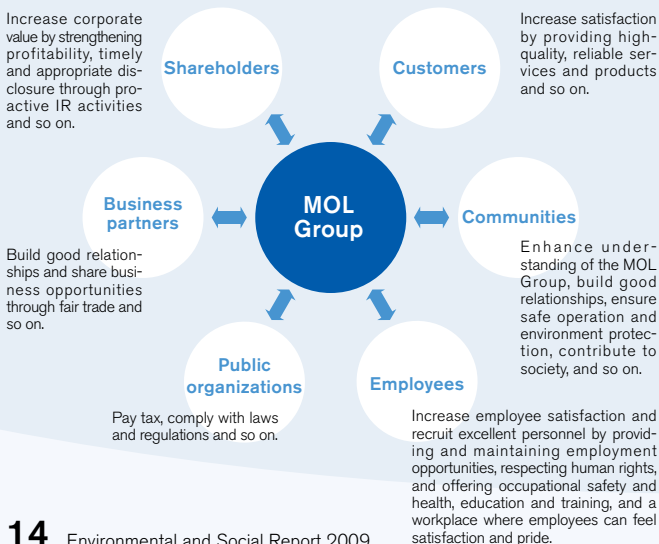 Increase corporate
value by strengthening
profitability, timely
and appropriate dis-
closure through pro-
active IR activities
and so on.
Shareholders
Customers
Increase satisfaction
by providing high-
quality, reliable ser-
vices and products
and so on.
Business
partners
MOL
Group
Communities
Build good relation-
ships and share busi-
ness opportunities
through fair trade and
so on.
Enhance under-
standing of the MOL
Group, build good
relationships, ensure
safe operation and
environment protec-
tion, contribute to
society, and so on.
Public
organizations
Employees
Pay tax, comply with laws
and regulations and so on.
Increase employee satisfaction and
recruit excellent personnel by provid-
ing and maintaining employment
opportunities, respecting human rights,
and offering occupational safety and
health, education and training, and a
workplace where employees can feel
satisfaction and pride.
14 Environmental and Social Report 2009